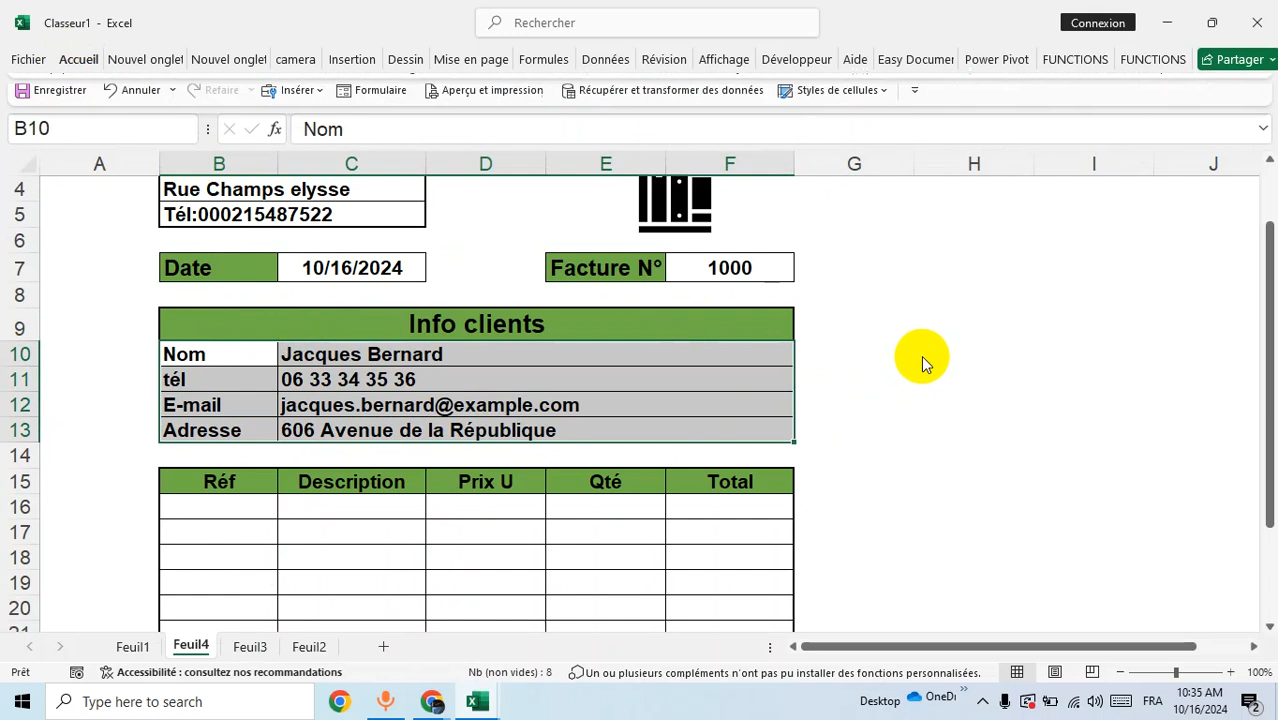 Classeur1 - Excel
Rechercher
Connexion
Fichier Accueil Nouvel onglet Nouvel onglet camera Insertion Dessin Mise en page Formules Données Révision Affichage Développeur Aide Easy Documer Power Pivot FUNCTIONS FUNCTIONS Partager
Enregistrer Annuler Refaire Insérer Formulaire Aperçu et impression Récupérer et transformer des données Styles de cellules
B10 fx Nom
A B C D E F G H I J
4 Rue Champs elysse
5 Tél:000215487522
6
7 Date 10/16/2024 Facture N° 1000
8
9 Info clients
10 Nom Jacques Bernard
11 tél 06 33 34 35 36
12 E-mail jacques.bernard@example.com
13 Adresse 606 Avenue de la République
14
15 Réf Description Prix U Qté Total
16
17
18
19
20
Feuil1 Feuil4 Feuil3 Feuil2
Prêt Accessibilité : consultez nos recommandations Nb (non vides) : 8 Un ou plusieurs compléments n'ont pas pu installer des fonctions personnalisées. 100%
Type here to search Desktop OneDi FRA 10:35 AM
10/16/2024 2